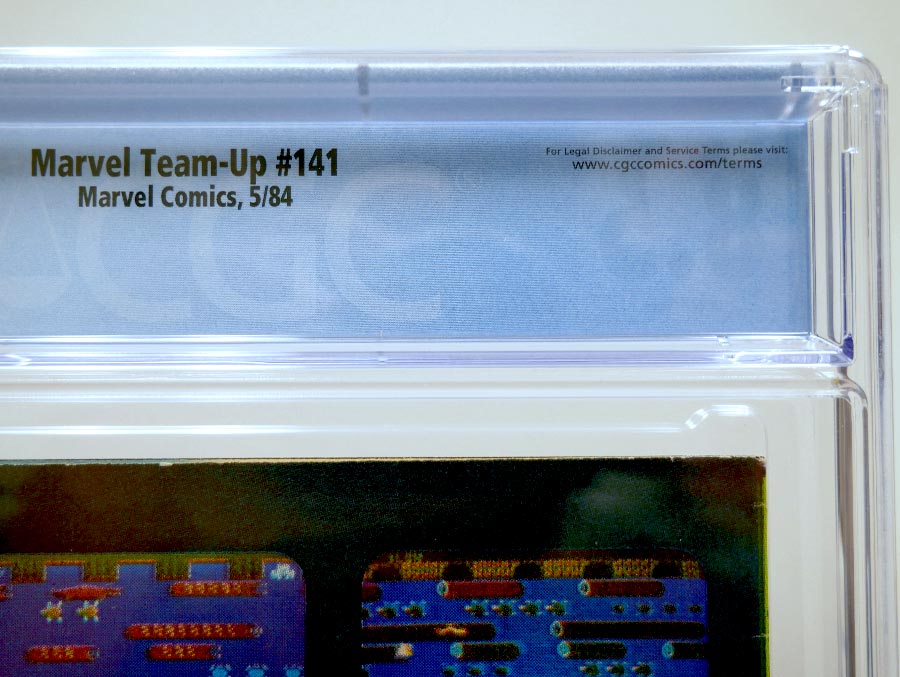 Marvel Team-Up #141
Marvel Comics, 5/84
For Legal Disclaimer and Service Terms please visit:
www.cgccomics.com/terms
CGC